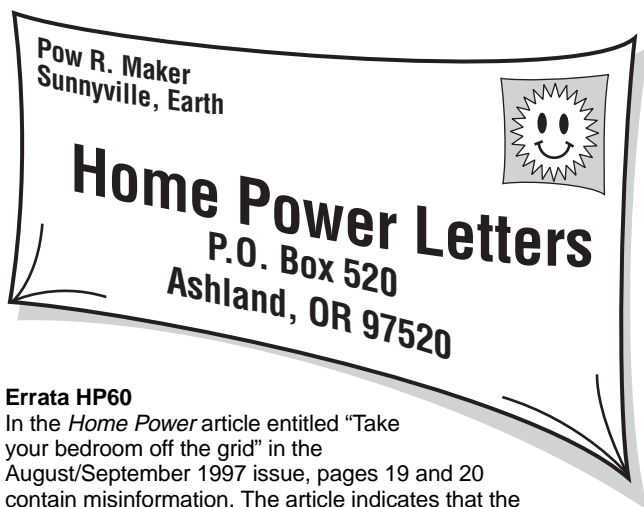 Pow R. Maker
Sunnyville, Earth
Home Power Letters
P.O. Box 520
Ashland, OR 97520
Errata HP60
In the Home Power article entitled “Take
your bedroom off the grid” in the
August/September 1997 issue, pages 19 and 20
contain misinformation. The article indicates that the